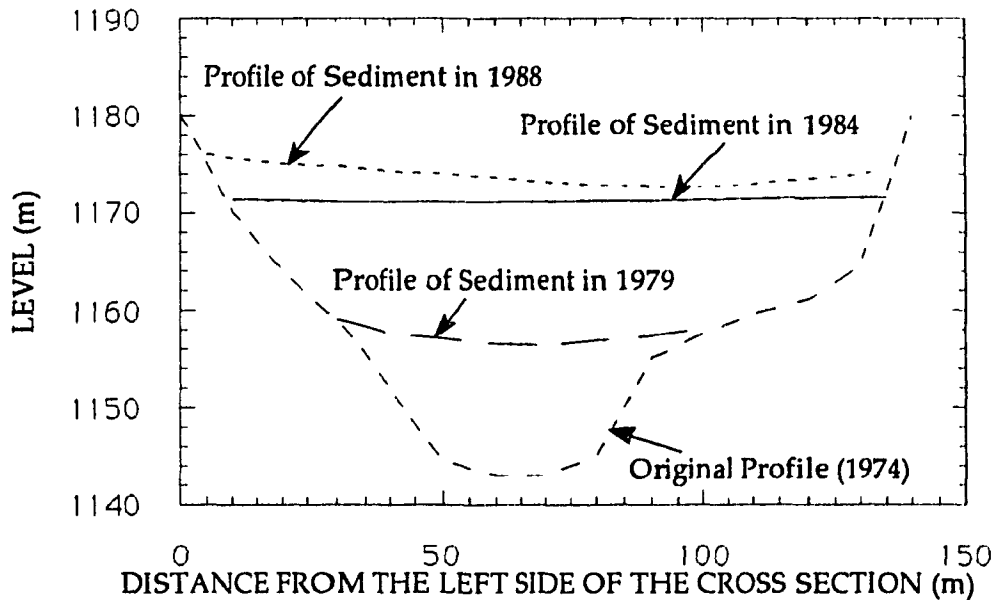 1190
Profile of Sediment in 1988
1180
Profile of Sediment in 1984
1170
Profile of Sediment in 1979
1160
1150
Original Profile (1974)
1140
LEVEL (m)
0 50 100 150
DISTANCE FROM THE LEFT SIDE OF THE CROSS SECTION (m)